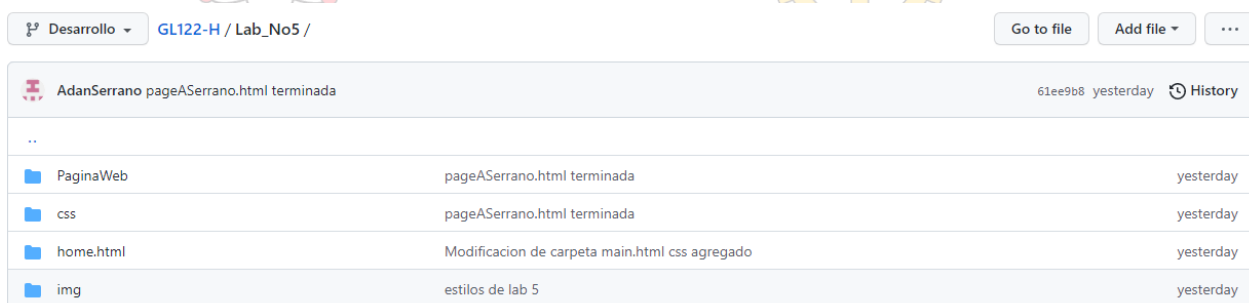 Desarrollo GL122-H / Lab_No5 / Go to file Add file ...
AdanSerrano pageASerrano.html terminada 61ee9b8 yesterday History
..
PaginaWeb pageASerrano.html terminada yesterday
css pageASerrano.html terminada yesterday
home.html Modificacion de carpeta main.html css agregado yesterday
img estilos de lab 5 yesterday